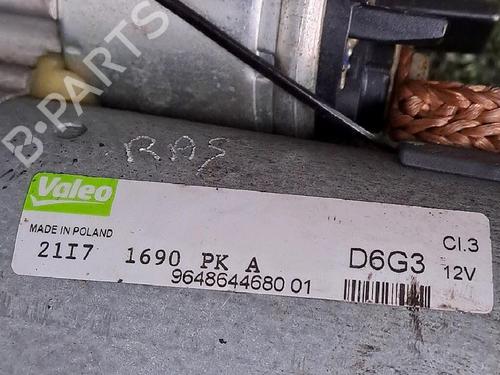 B-PARTS
RAS
Valeo
MADE IN POLAND
21I7 1690 PK A D6G3 Cl.3
9648644680 01 12V